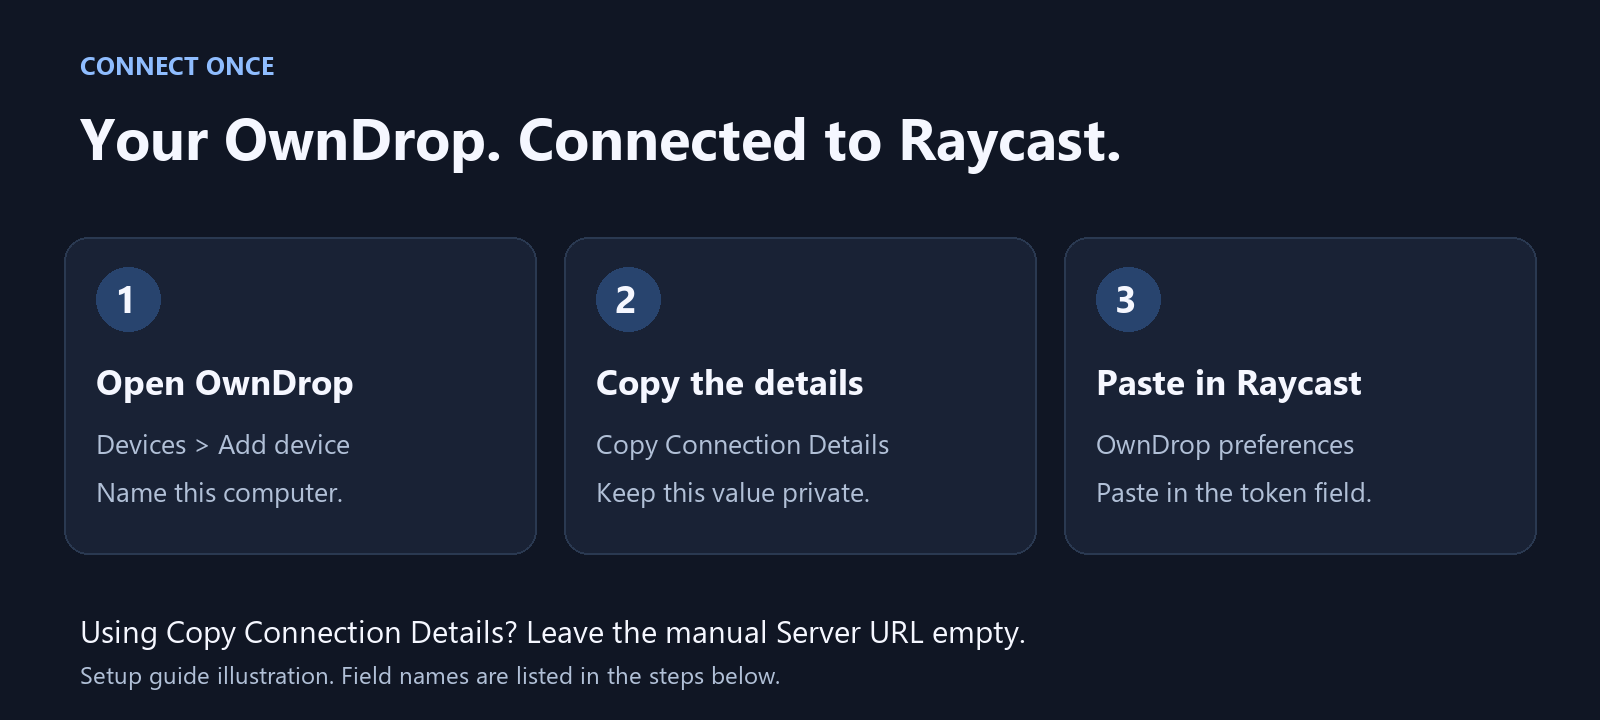 CONNECT ONCE
Your OwnDrop. Connected to Raycast.
1
Open OwnDrop
Devices > Add device
Name this computer.
2
Copy the details
Copy Connection Details
Keep this value private.
3
Paste in Raycast
OwnDrop preferences
Paste in the token field.
Using Copy Connection Details? Leave the manual Server URL empty.
Setup guide illustration. Field names are listed in the steps below.